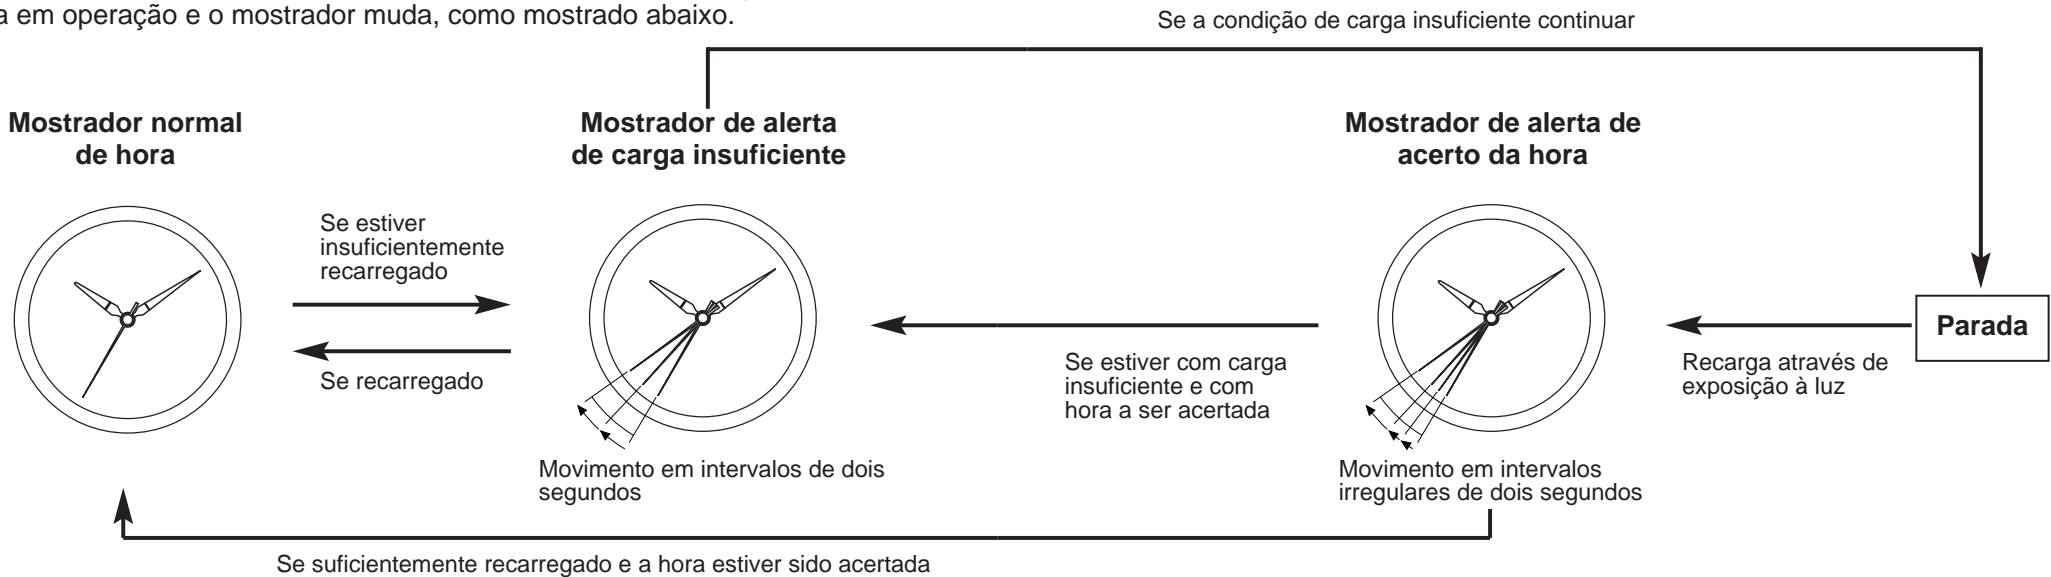 a em operação e o mostrador muda, como mostrado abaixo.
Se a condição de carga insuficiente continuar
Mostrador normal
de hora
Mostrador de alerta
de carga insuficiente
Mostrador de alerta de
acerto da hora
Se estiver
insuficientemente
recarregado
Se recarregado
Se estiver com carga
insuficiente e com
hora a ser acertada
Parada
Recarga através de
exposição à luz
Movimento em intervalos de dois
segundos
Movimento em intervalos
irregulares de dois segundos
Se suficientemente recarregado e a hora estiver sido acertada